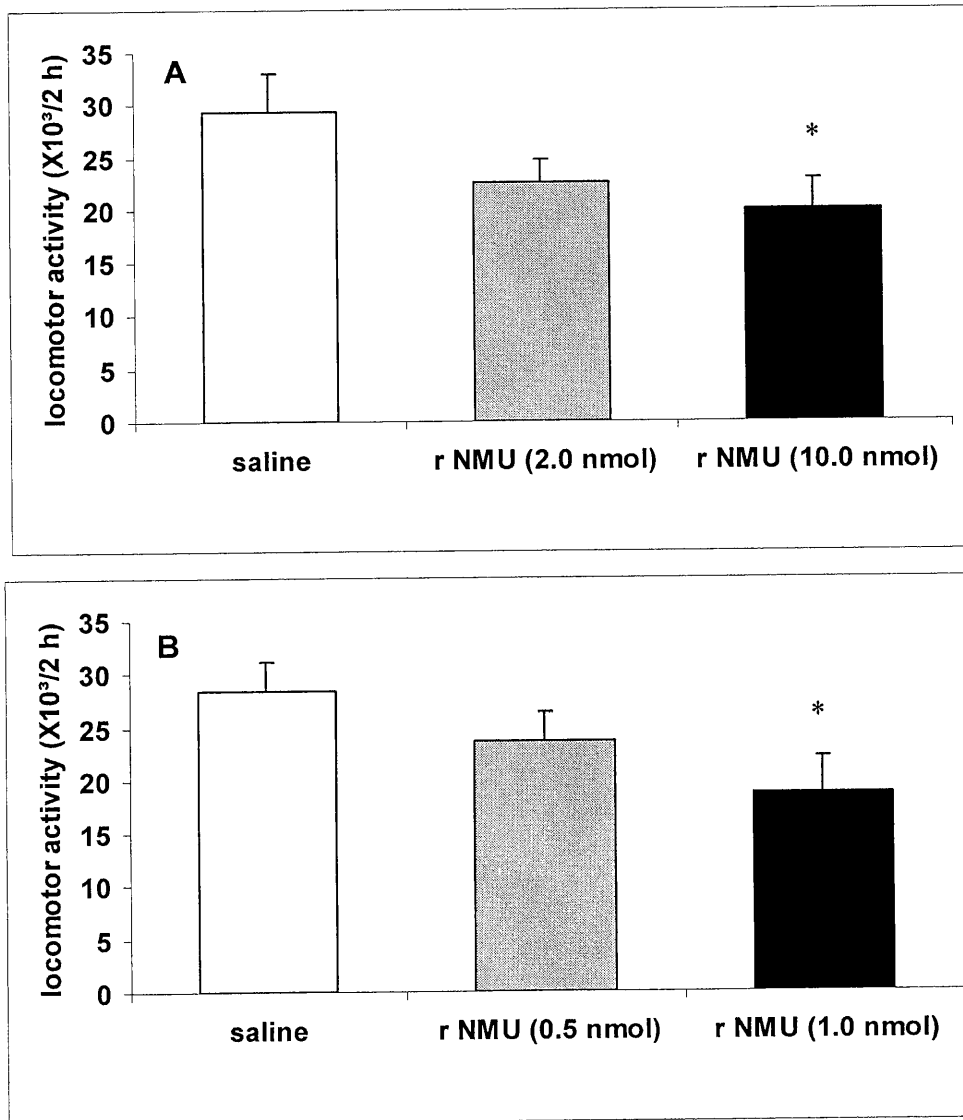 A
locomotor activity (X10³/2 h)
35
30
25
20
15
10
5
0
*
saline
r NMU (2.0 nmol)
r NMU (10.0 nmol)
B
locomotor activity (X10³/2 h)
35
30
25
20
15
10
5
0
*
saline
r NMU (0.5 nmol)
r NMU (1.0 nmol)